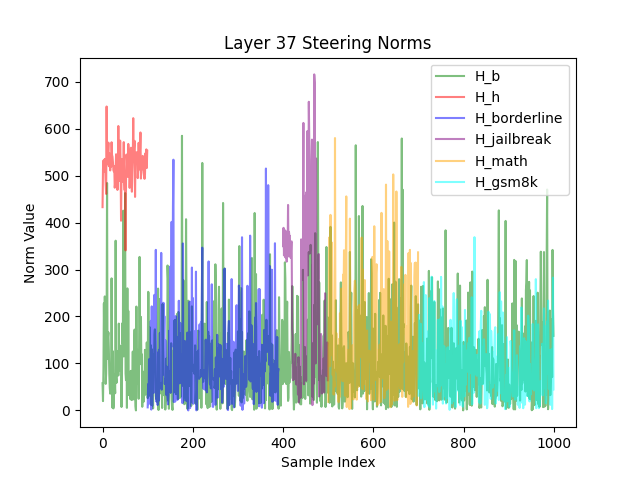 Layer 37 Steering Norms
Norm Value
700
600
500
400
300
200
100
0
0 200 400 600 800 1000
Sample Index
H_b
H_h
H_borderline
H_jailbreak
H_math
H_gsm8k